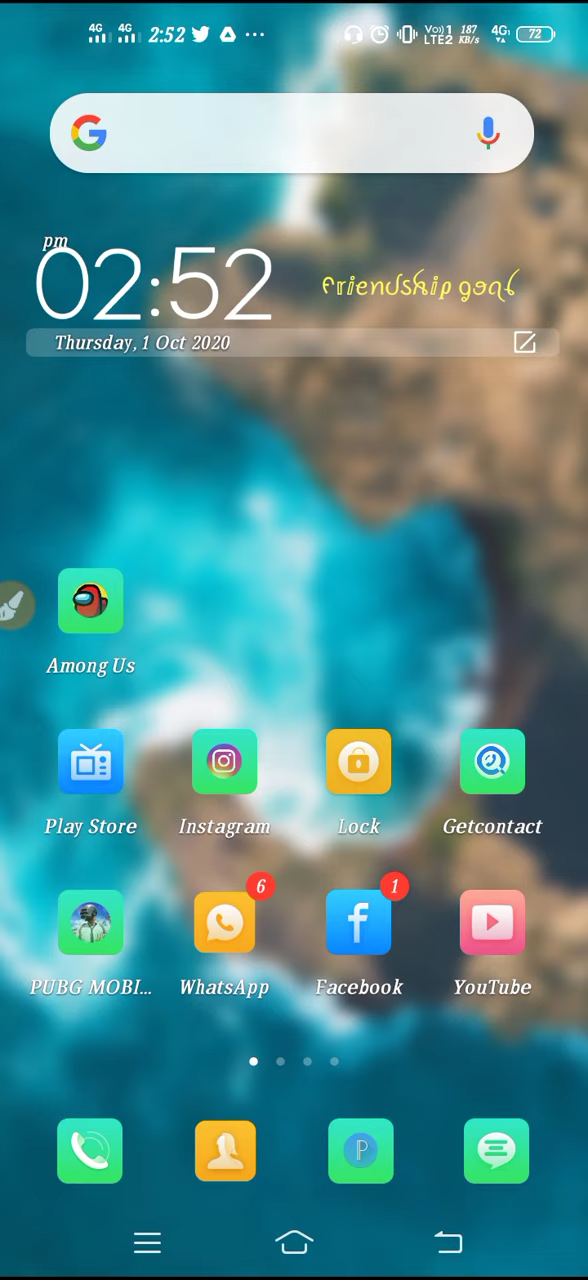 4G 4G 2:52 Vo)) 1 LTE2 187 KB/s 4G 72
pm
02:52
Friendship goal
Thursday, 1 Oct 2020
Among Us
Play Store Instagram Lock Getcontact
6 1
PUBG MOBI... WhatsApp Facebook YouTube
P